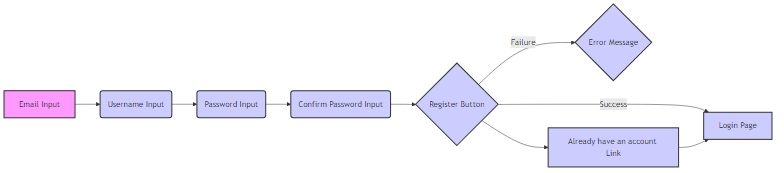 Email Input
Username Input
Password Input
Confirm Password Input
Register Button
Failure
Error Message
Success
Already have an account
Link
Login Page